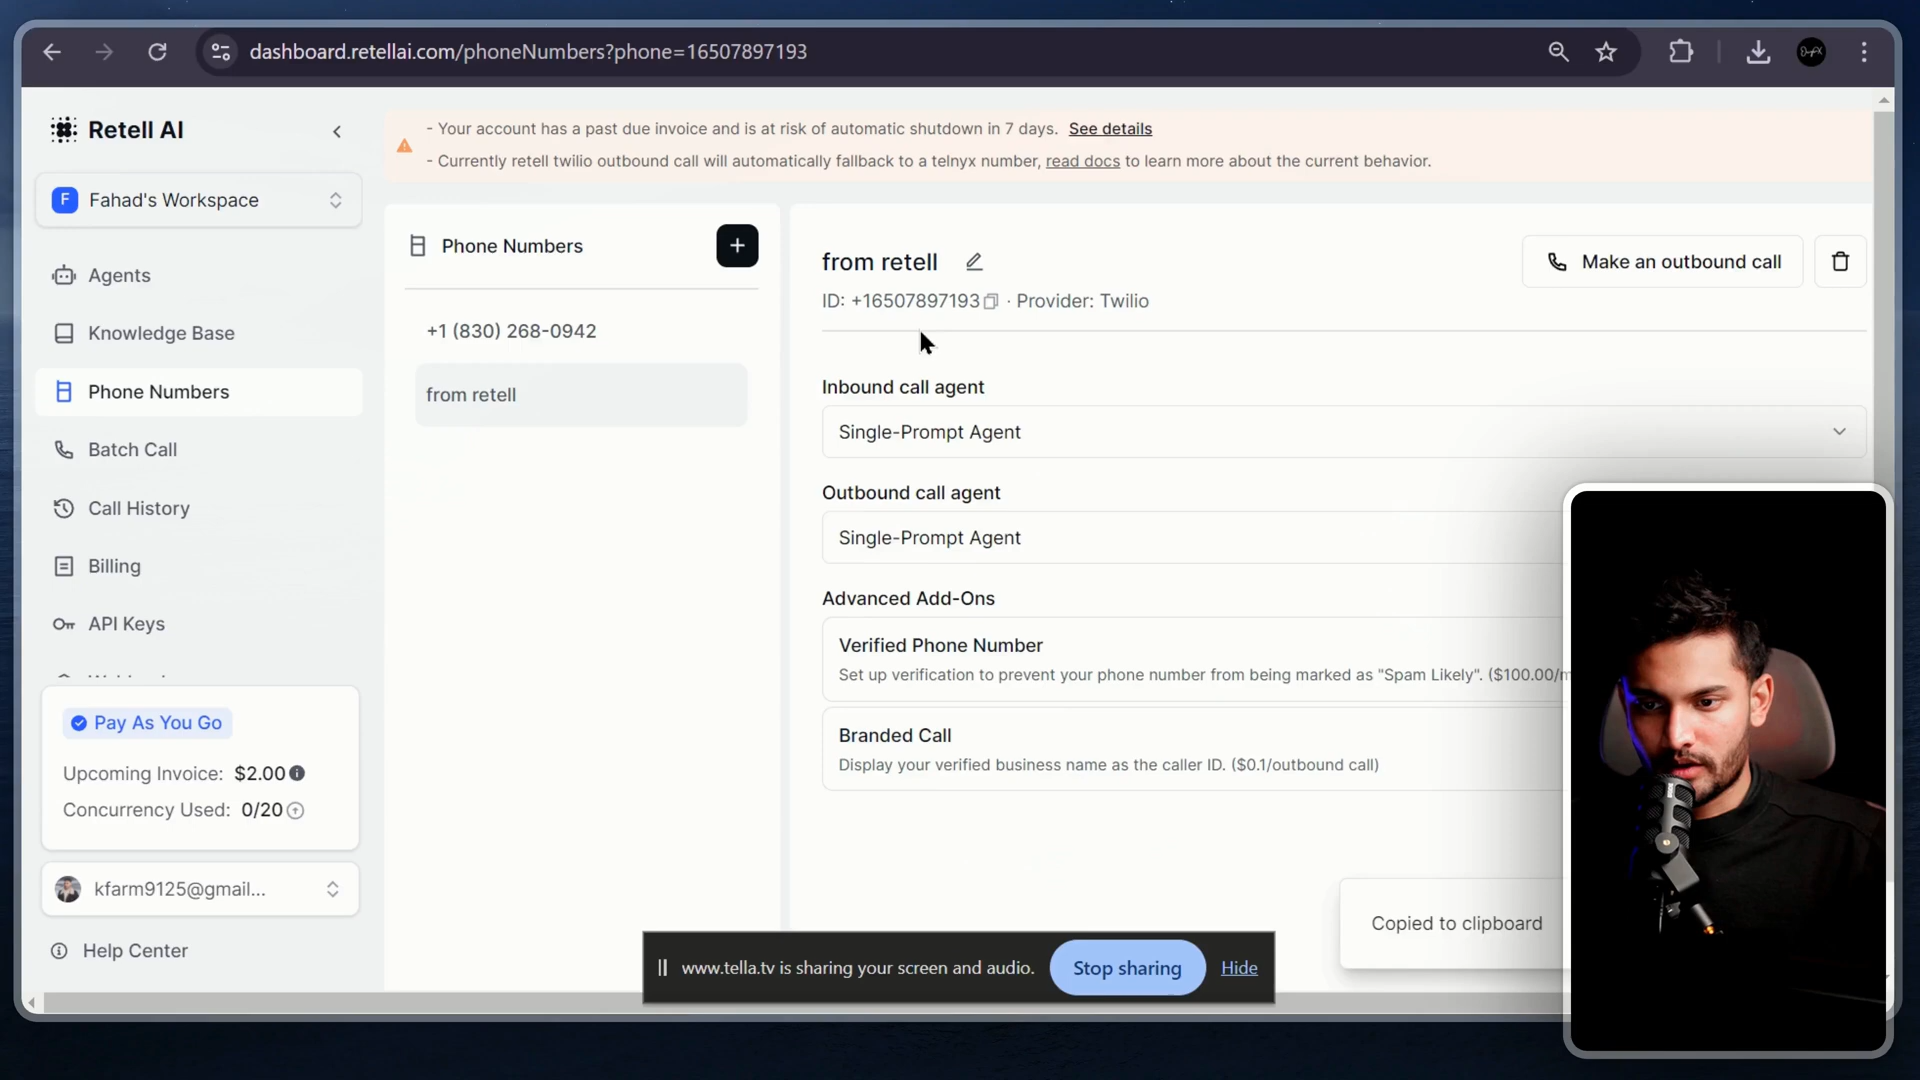 dashboard.retellai.com/phoneNumbers?phone=16507897193
Retell AI
F Fahad's Workspace
Agents
Knowledge Base
Phone Numbers
Batch Call
Call History
Billing
API Keys
Pay As You Go
Upcoming Invoice: $2.00
Concurrency Used: 0/20
kfarm9125@gmail...
Help Center
- Your account has a past due invoice and is at risk of automatic shutdown in 7 days. See details
- Currently retell twilio outbound call will automatically fallback to a telnyx number, read docs to learn more about the current behavior.
Phone Numbers
+
+1 (830) 268-0942
from retell
from retell
Make an outbound call
ID: +16507897193 · Provider: Twilio
Inbound call agent
Single-Prompt Agent
Outbound call agent
Single-Prompt Agent
Advanced Add-Ons
Verified Phone Number
Set up verification to prevent your phone number from being marked as "Spam Likely". ($100.00/m
Branded Call
Display your verified business name as the caller ID. ($0.1/outbound call)
Copied to clipboard
www.tella.tv is sharing your screen and audio.
Stop sharing
Hide